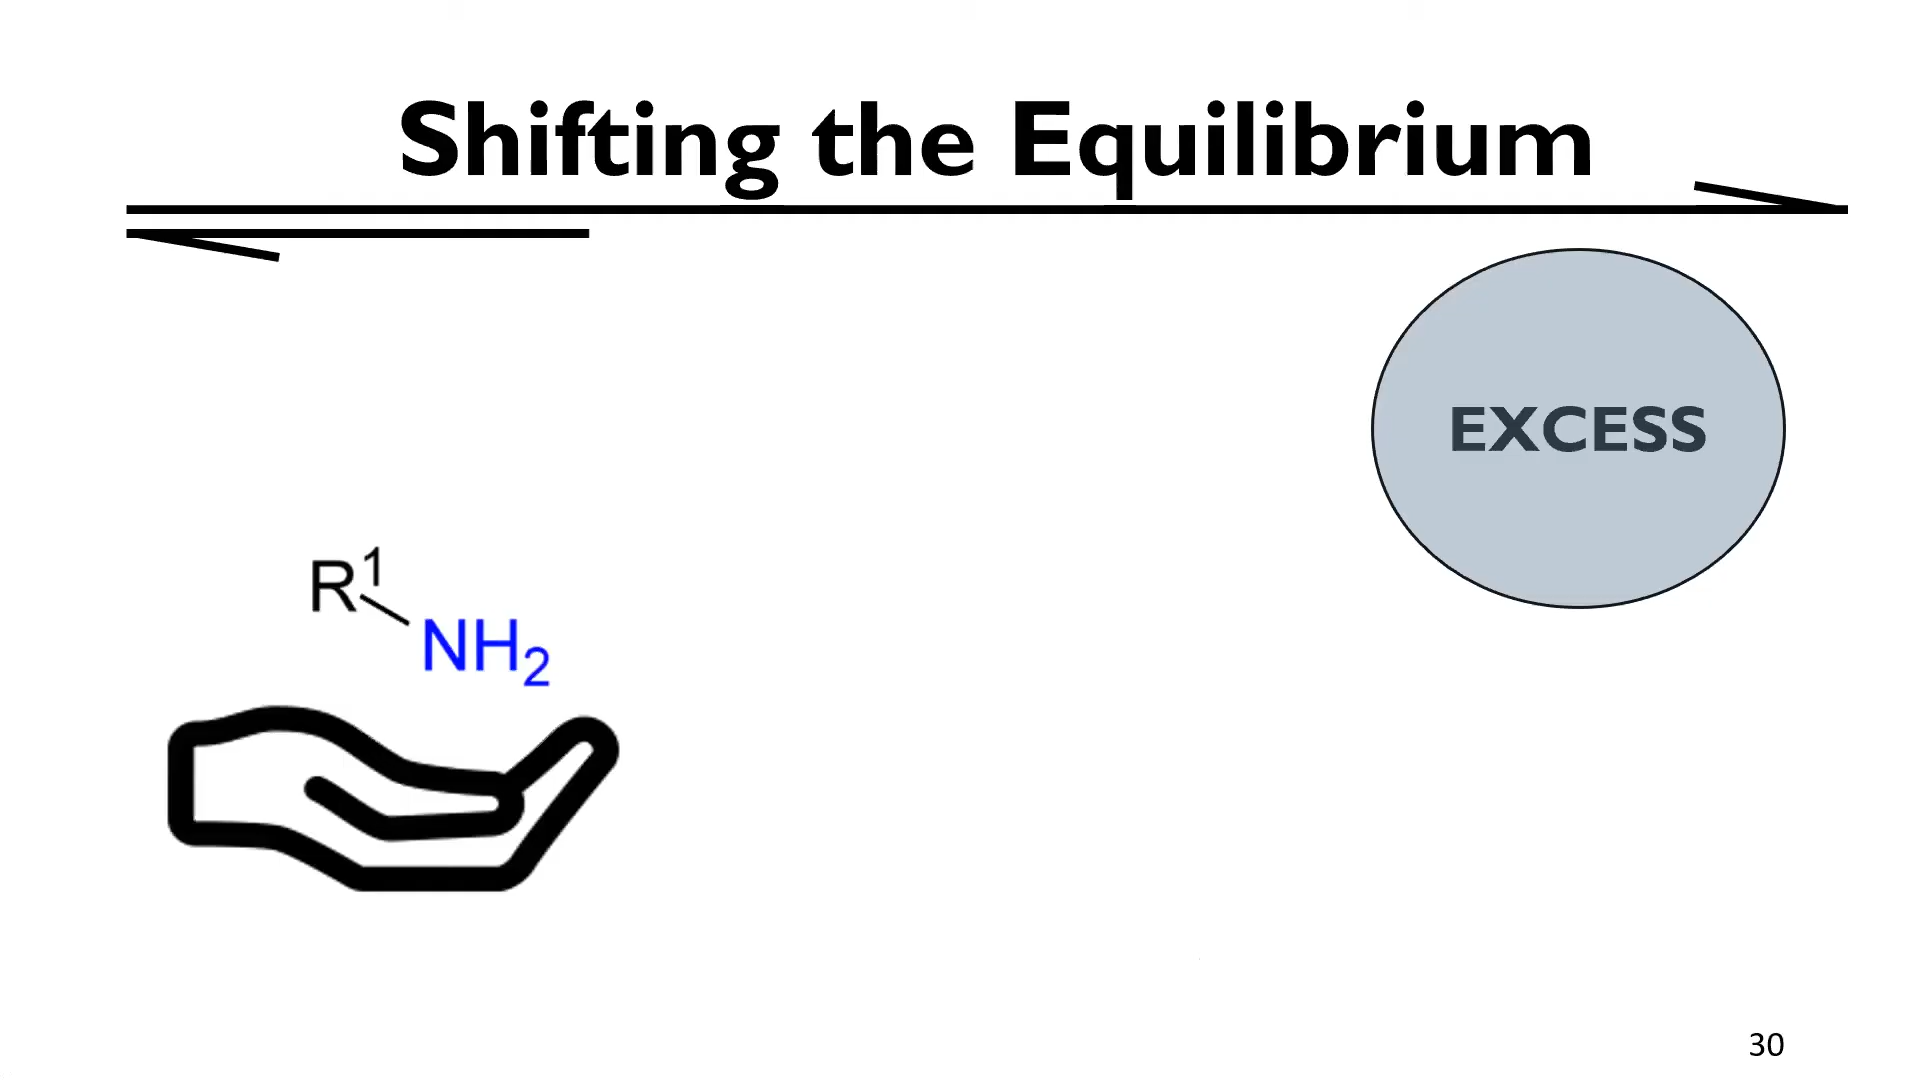 Shifting the Equilibrium
EXCESS
R¹
NH₂
30